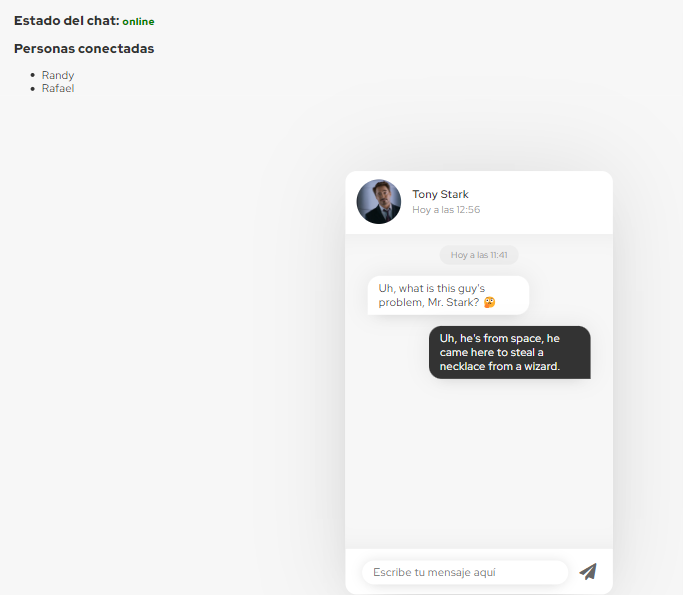 Estado del chat: online
Personas conectadas
Randy
Rafael
Tony Stark
Hoy a las 12:56
Hoy a las 11:41
Uh, what is this guy's
problem, Mr. Stark? 🤔
Uh, he's from space, he
came here to steal a
necklace from a wizard.
Escribe tu mensaje aquí